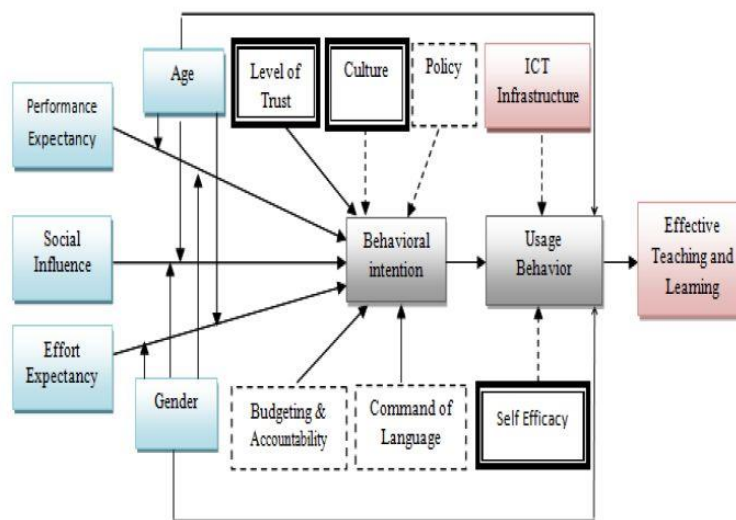 Age
Level of
Trust
Culture
Policy
ICT
Infrastructure
Performance
Expectancy
Social
Influence
Behavioral
intention
Usage
Behavior
Effective
Teaching and
Learning
Effort
Expectancy
Gender
Budgeting &
Accountability
Command of
Language
Self Efficacy